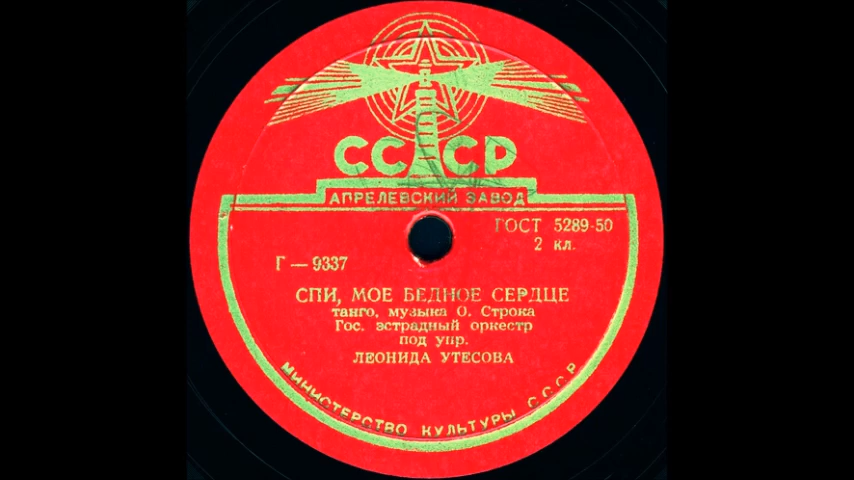 СССР
АПРЕЛЕВСКИЙ ЗАВОД
ГОСТ 5289-50
2 кл.
Г — 9337
СПИ, МОЕ БЕДНОЕ СЕРДЦЕ
танго, музыка О. Строка
Гос. эстрадный оркестр
под упр.
ЛЕОНИДА УТЕСОВА
МИНИСТЕРСТВО КУЛЬТУРЫ СССР